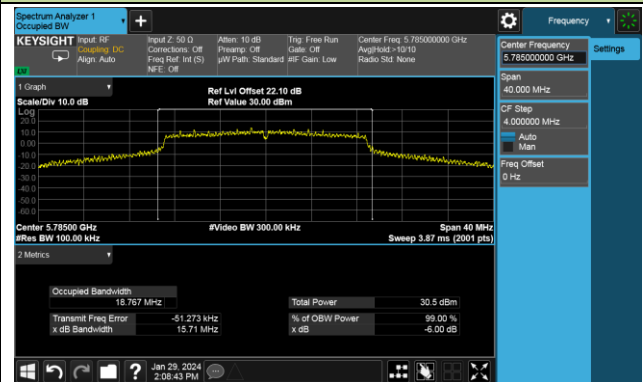 Spectrum Analyzer 1
Occupied BW
+
Frequency
KEYSIGHT
Input: RF
Coupling: DC
Align: Auto
Input Z: 50 Ω
Corrections: Off
Freq Ref: Int (S)
NFE: Off
Atten: 10 dB
Preamp: Off
µW Path: Standard
Trig: Free Run
Gate: Off
#IF Gain: Low
Center Freq: 5.785000000 GHz
Avg|Hold:>10/10
Radio Std: None
1 Graph
Scale/Div 10.0 dB
Ref Lvl Offset 22.10 dB
Ref Value 30.00 dBm
Log
20.0
10.0
0.00
-10.0
-20.0
-30.0
-40.0
-50.0
-60.0
Center 5.78500 GHz
#Video BW 300.00 kHz
Span 40 MHz
#Res BW 100.00 kHz
Sweep 3.87 ms (2001 pts)
2 Metrics
Occupied Bandwidth
18.767 MHz
Total Power 30.5 dBm
Transmit Freq Error -51.273 kHz
% of OBW Power 99.00 %
x dB Bandwidth 15.71 MHz
x dB -6.00 dB
Center Frequency
5.785000000 GHz
Settings
Span
40.000 MHz
CF Step
4.000000 MHz
Auto
Man
Freq Offset
0 Hz
?
Jan 29, 2024
2:08:43 PM